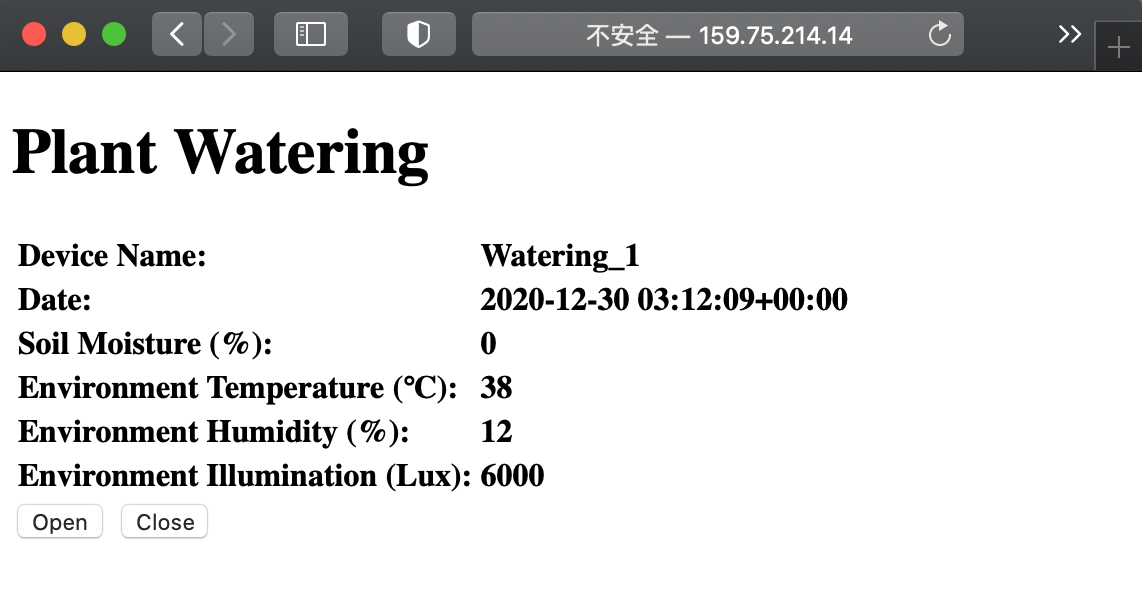 不安全 — 159.75.214.14
Plant Watering
Device Name: Watering_1
Date: 2020-12-30 03:12:09+00:00
Soil Moisture (%): 0
Environment Temperature (℃): 38
Environment Humidity (%): 12
Environment Illumination (Lux): 6000
Open Close